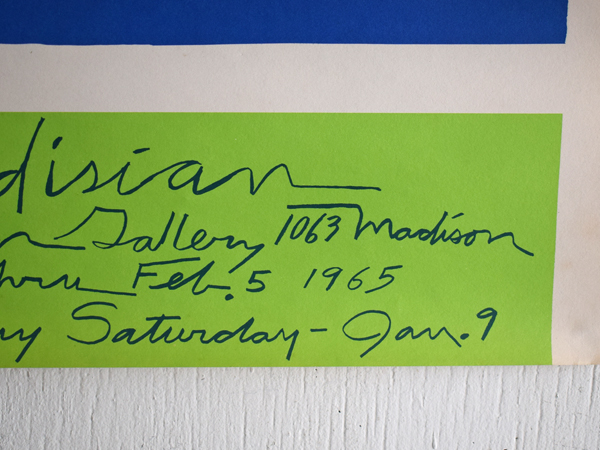 disian
Gallery 1063 Madison
thru Feb. 5 1965
Saturday - Jan. 9